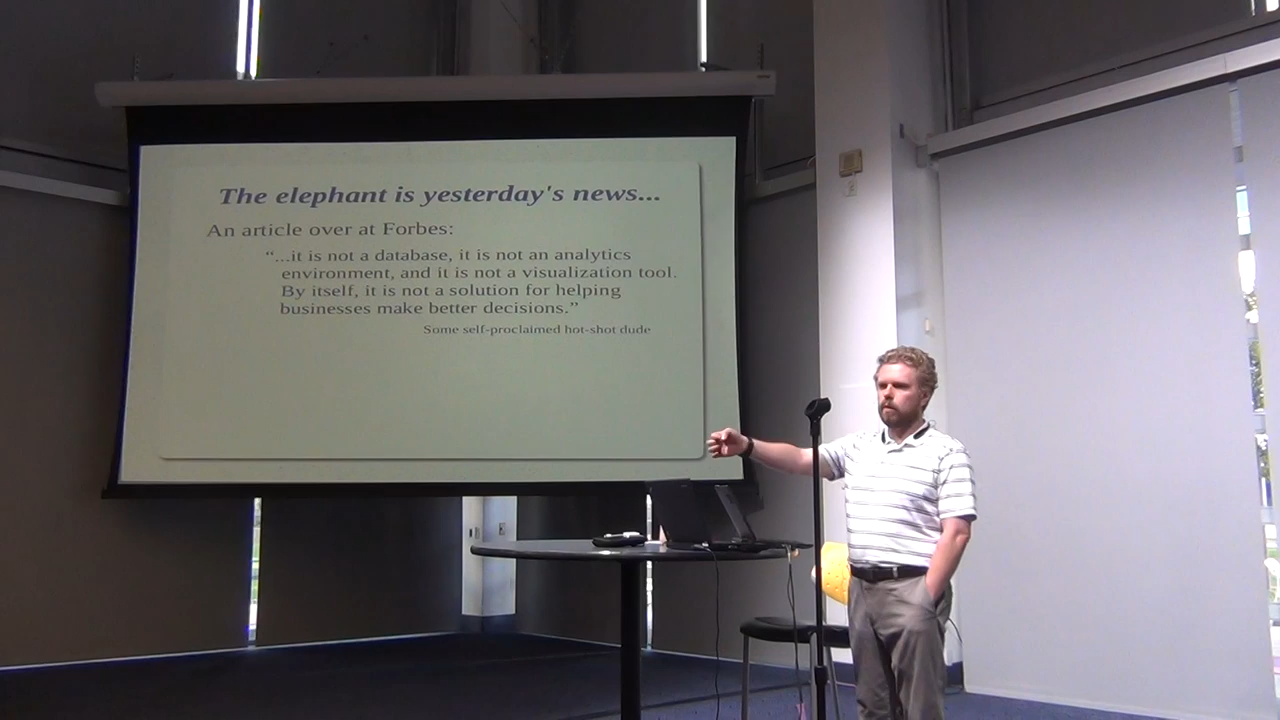 The elephant is yesterday's news...
An article over at Forbes:
“...it is not a database, it is not an analytics
environment, and it is not a visualization tool.
By itself, it is not a solution for helping
businesses make better decisions.”
Some self-proclaimed hot-shot dude